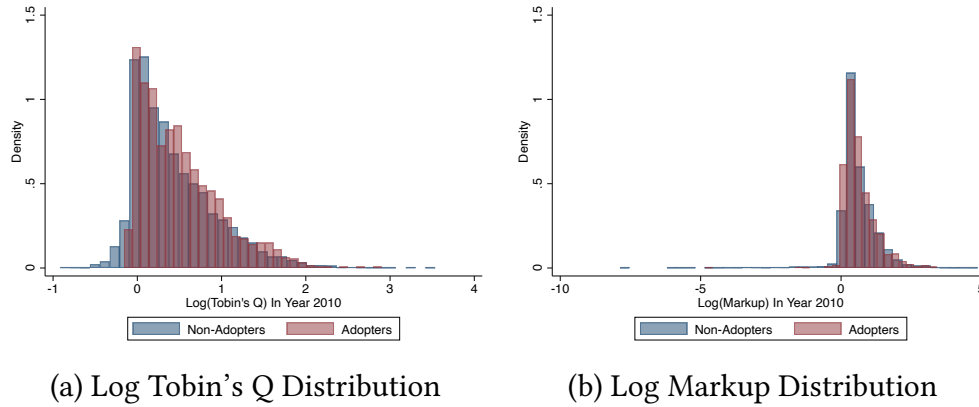 1.5
1
.5
0
Density
-1
0
1
2
3
4
Log(Tobin's Q) In Year 2010
Non-Adopters
Adopters
(a) Log Tobin's Q Distribution
1.5
1
.5
0
Density
-10
-5
0
5
Log(Markup) In Year 2010
Non-Adopters
Adopters
(b) Log Markup Distribution